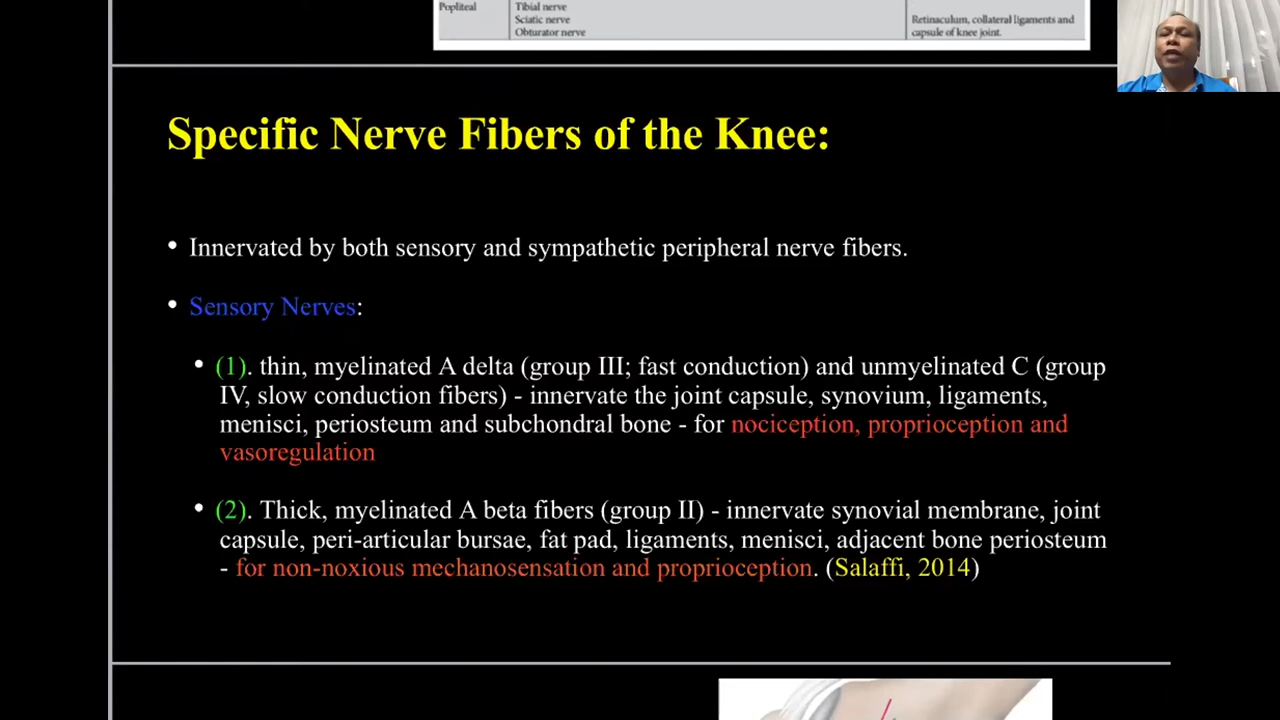 Popliteal
Tibial nerve
Sciatic nerve
Obturator nerve
Retinaculum, collateral ligaments and
capsule of knee joint.
Specific Nerve Fibers of the Knee:
• Innervated by both sensory and sympathetic peripheral nerve fibers.
• Sensory Nerves:
• (1). thin, myelinated A delta (group III; fast conduction) and unmyelinated C (group
IV, slow conduction fibers) - innervate the joint capsule, synovium, ligaments,
menisci, periosteum and subchondral bone - for nociception, proprioception and
vasoregulation
• (2). Thick, myelinated A beta fibers (group II) - innervate synovial membrane, joint
capsule, peri-articular bursae, fat pad, ligaments, menisci, adjacent bone periosteum
- for non-noxious mechanosensation and proprioception. (Salaffi, 2014)